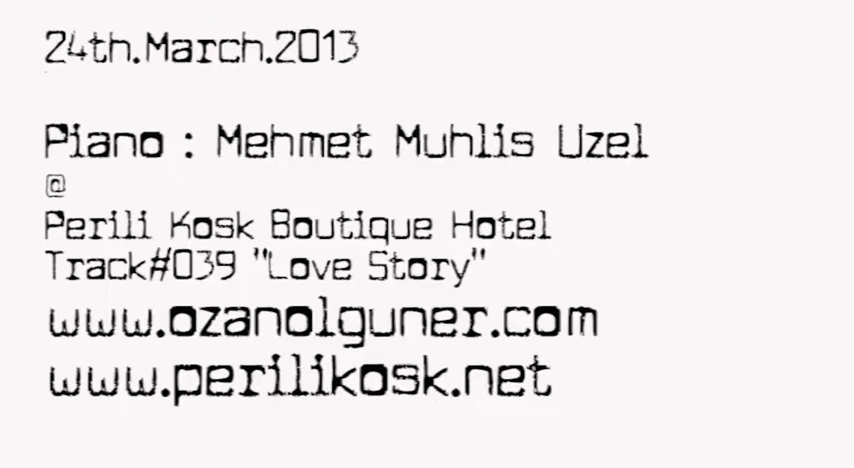 24th.March.2013
Piano : Mehmet Muhlis Uzel
@
Perili Kosk Boutique Hotel
Track#039 "Love Story"
www.ozanolguner.com
www.perilikosk.net